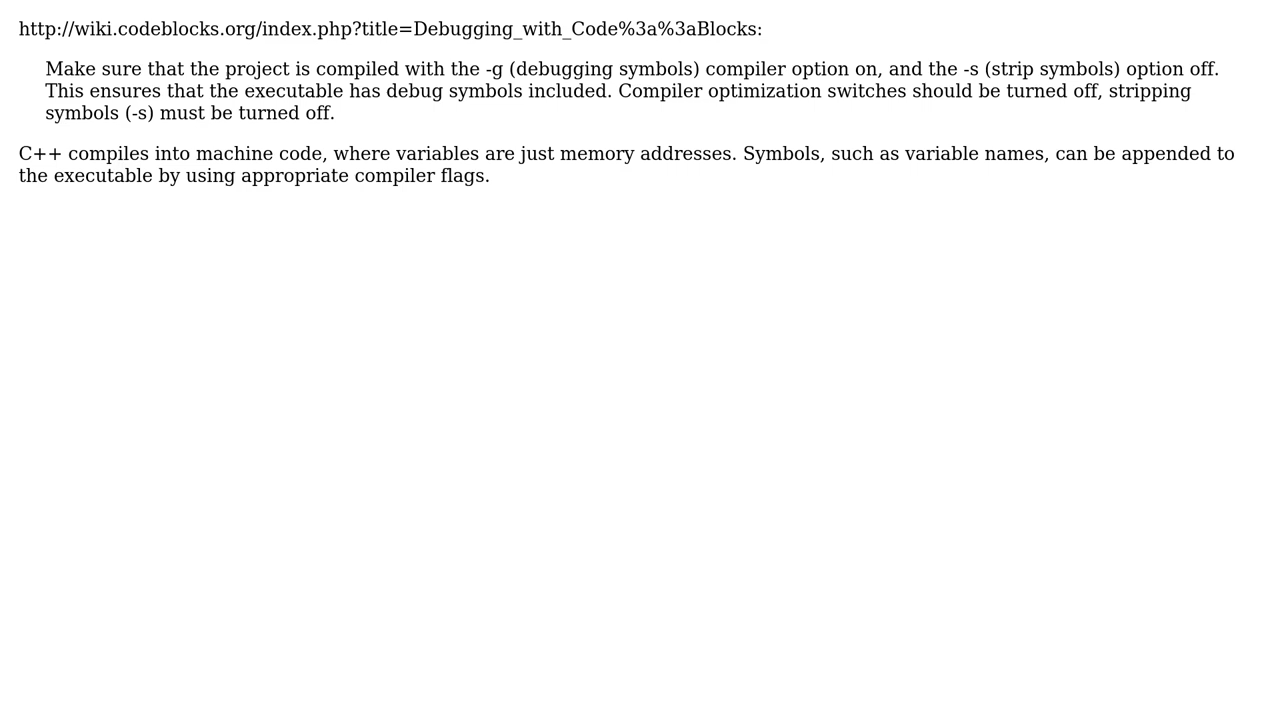 http://wiki.codeblocks.org/index.php?title=Debugging_with_Code%3a%3aBlocks:
Make sure that the project is compiled with the -g (debugging symbols) compiler option on, and the -s (strip symbols) option off.
This ensures that the executable has debug symbols included. Compiler optimization switches should be turned off, stripping
symbols (-s) must be turned off.
C++ compiles into machine code, where variables are just memory addresses. Symbols, such as variable names, can be appended to
the executable by using appropriate compiler flags.